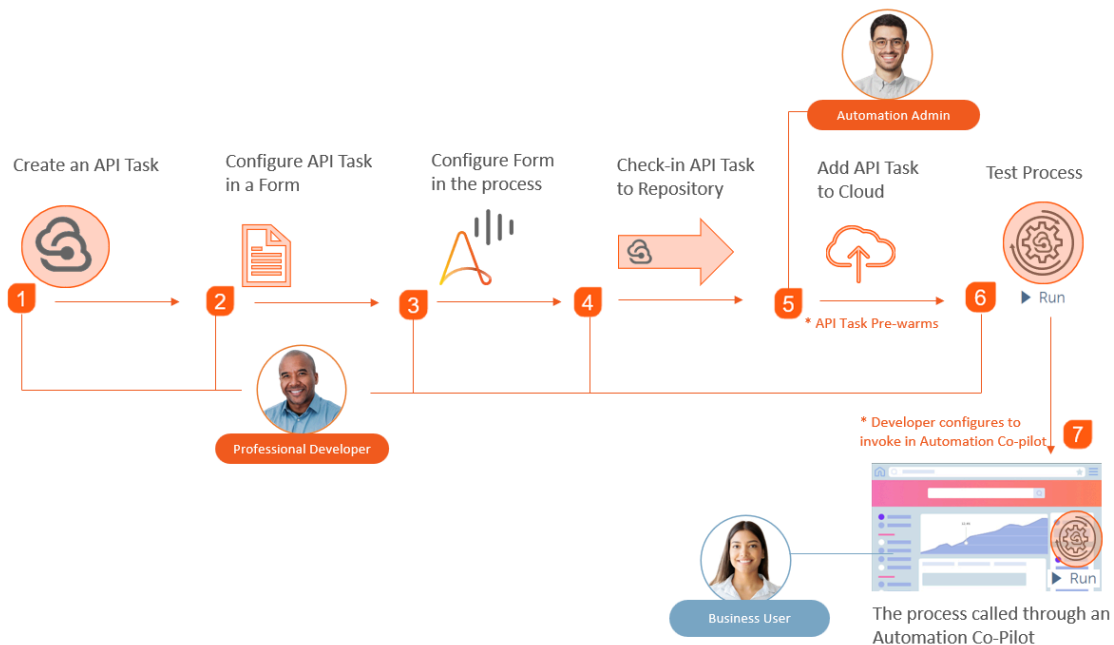 Automation Admin
Create an API Task
Configure API Task
in a Form
Configure Form
in the process
Check-in API Task
to Repository
Add API Task
to Cloud
Test Process
1
2
3
4
5
6
Run
* API Task Pre-warms
Professional Developer
* Developer configures to
invoke in Automation Co-pilot
7
Run
Business User
The process called through an
Automation Co-Pilot